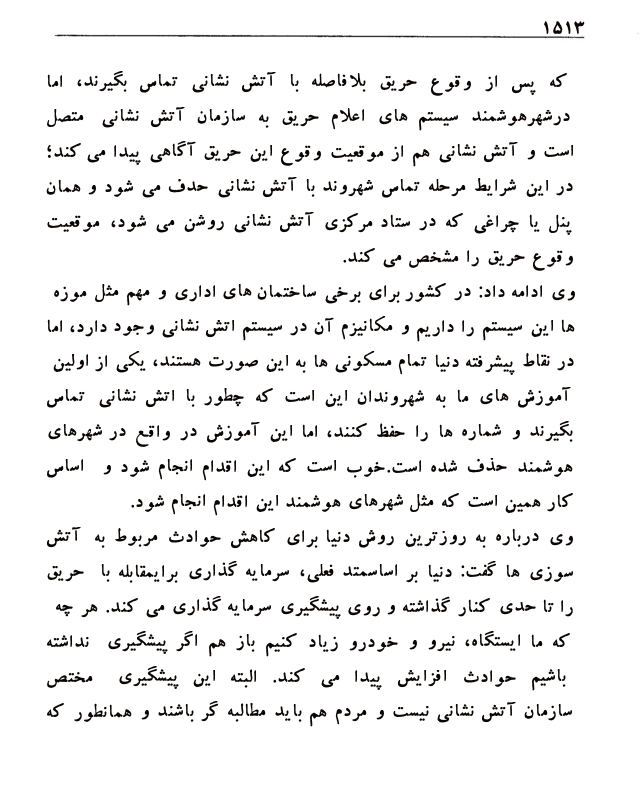 ۱۵۱۳
که پس از وقوع حریق بلافاصله با آتش نشانی تماس بگیرند، اما
درشهرهوشمند سیستم های اعلام حریق به سازمان آتش نشانی متصل
است و آتش نشانی هم از موقعیت وقوع این حریق آگاهی پیدا می کند؛
در این شرایط مرحله تماس شهروند با آتش نشانی حذف می شود و همان
پنل یا چراغی که در ستاد مرکزی آتش نشانی روشن می شود، موقعیت
وقوع حریق را مشخص می کند.
وی ادامه داد: در کشور برای برخی ساختمان های اداری و مهم مثل موزه
ها این سیستم را داریم و مکانیزم آن در سیستم اتش نشانی وجود دارد، اما
در نقاط پیشرفته دنیا تمام مسکونی ها به این صورت هستند، یکی از اولین
آموزش های ما به شهروندان این است که چطور با اتش نشانی تماس
بگیرند و شماره ها را حفظ کنند، اما این آموزش در واقع در شهرهای
هوشمند حذف شده است.خوب است که این اقدام انجام شود و اساس
کار همین است که مثل شهرهای هوشمند این اقدام انجام شود.
وی درباره به روزترین روش دنیا برای کاهش حوادث مربوط به آتش
سوزی ها گفت: دنیا بر اساسمتد فعلی، سرمایه گذاری برایمقابله با حریق
را تا حدی کنار گذاشته و روی پیشگیری سرمایه گذاری می کند. هر چه
که ما ایستگاه، نیرو و خودرو زیاد کنیم باز هم اگر پیشگیری نداشته
باشیم حوادث افزایش پیدا می کند. البته این پیشگیری مختص
سازمان آتش نشانی نیست و مردم هم باید مطالبه گر باشند و همانطور که